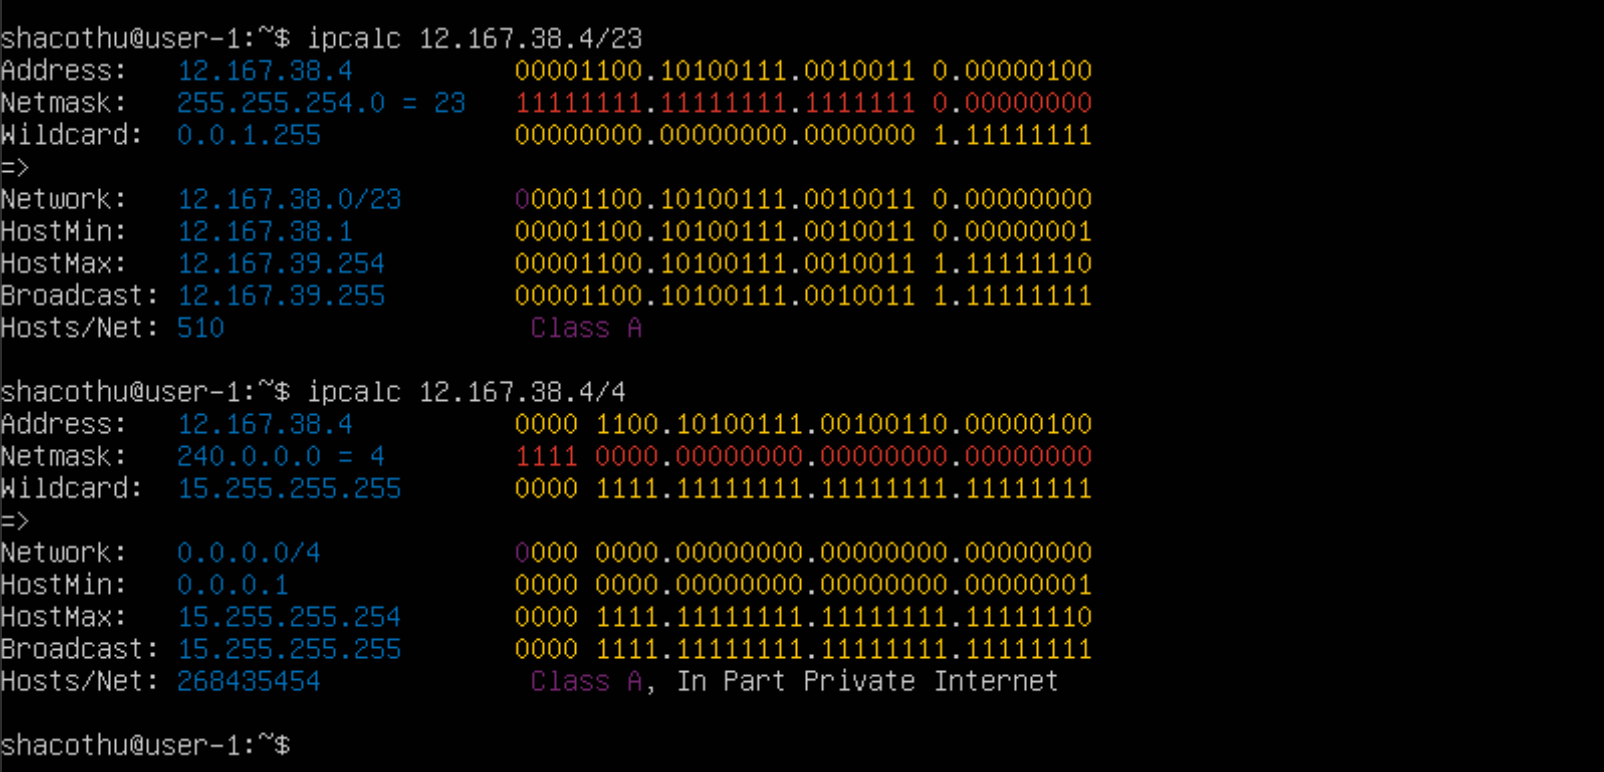 shacothu@user-1:~$ ipcalc 12.167.38.4/23
Address:   12.167.38.4          00001100.10100111.0010011 0.00000100
Netmask:   255.255.254.0 = 23   11111111.11111111.1111111 0.00000000
Wildcard:  0.0.1.255            00000000.00000000.0000000 1.11111111
=>
Network:   12.167.38.0/23       00001100.10100111.0010011 0.00000000
HostMin:   12.167.38.1          00001100.10100111.0010011 0.00000001
HostMax:   12.167.39.254        00001100.10100111.0010011 1.11111110
Broadcast: 12.167.39.255        00001100.10100111.0010011 1.11111111
Hosts/Net: 510                   Class A
shacothu@user-1:~$ ipcalc 12.167.38.4/4
Address:   12.167.38.4          0000 1100.10100111.00100110.00000100
Netmask:   240.0.0.0 = 4        1111 0000.00000000.00000000.00000000
Wildcard:  15.255.255.255       0000 1111.11111111.11111111.11111111
=>
Network:   0.0.0.0/4            0000 0000.00000000.00000000.00000000
HostMin:   0.0.0.1              0000 0000.00000000.00000000.00000001
HostMax:   15.255.255.254       0000 1111.11111111.11111111.11111110
Broadcast: 15.255.255.255       0000 1111.11111111.11111111.11111111
Hosts/Net: 268435454             Class A, In Part Private Internet
shacothu@user-1:~$